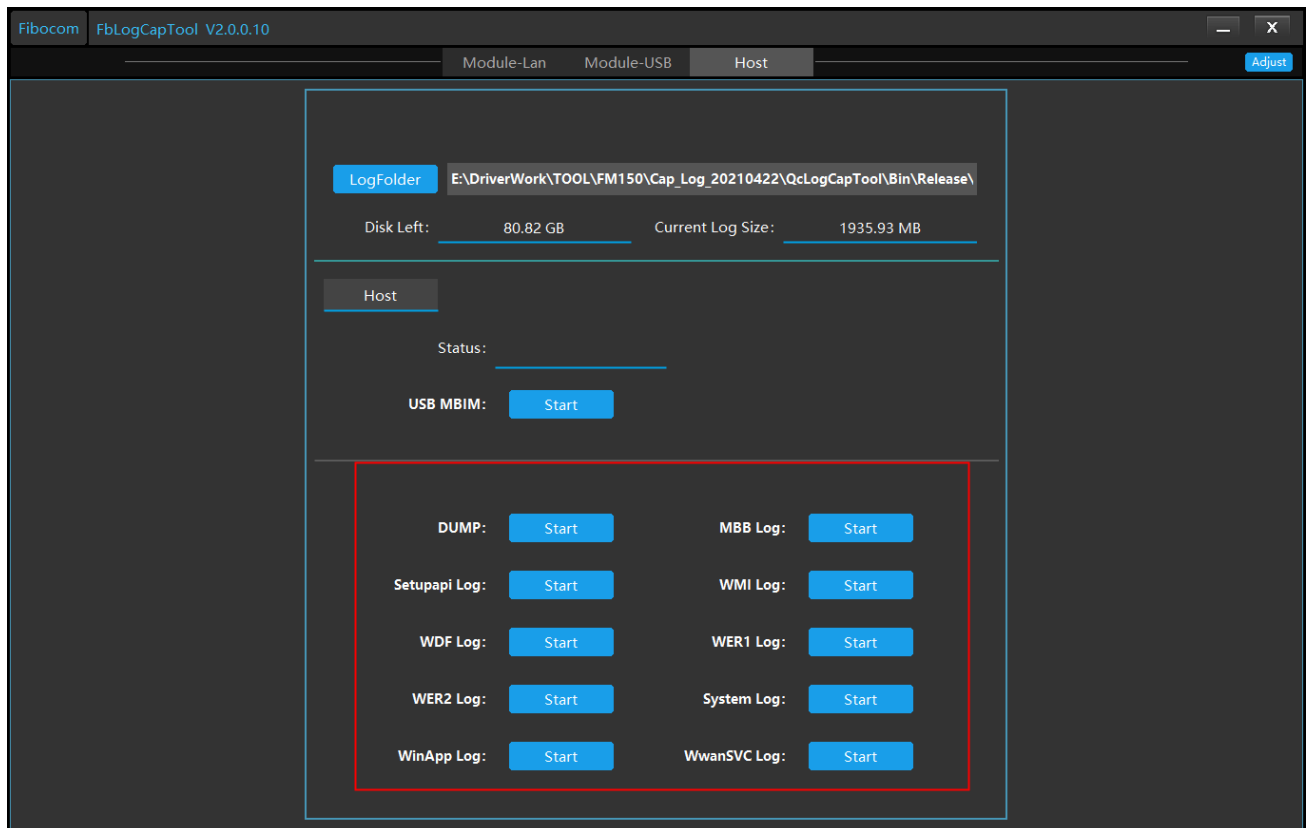 Fibocom FbLogCapTool V2.0.0.10
Module-Lan Module-USB Host Adjust
LogFolder E:\DriverWork\TOOL\FM150\Cap_Log_20210422\QcLogCapTool\Bin\Release\
Disk Left: 80.82 GB Current Log Size: 1935.93 MB
Host
Status:
USB MBIM: Start
DUMP: Start MBB Log: Start
Setupapi Log: Start WMI Log: Start
WDF Log: Start WER1 Log: Start
WER2 Log: Start System Log: Start
WinApp Log: Start WwanSVC Log: Start